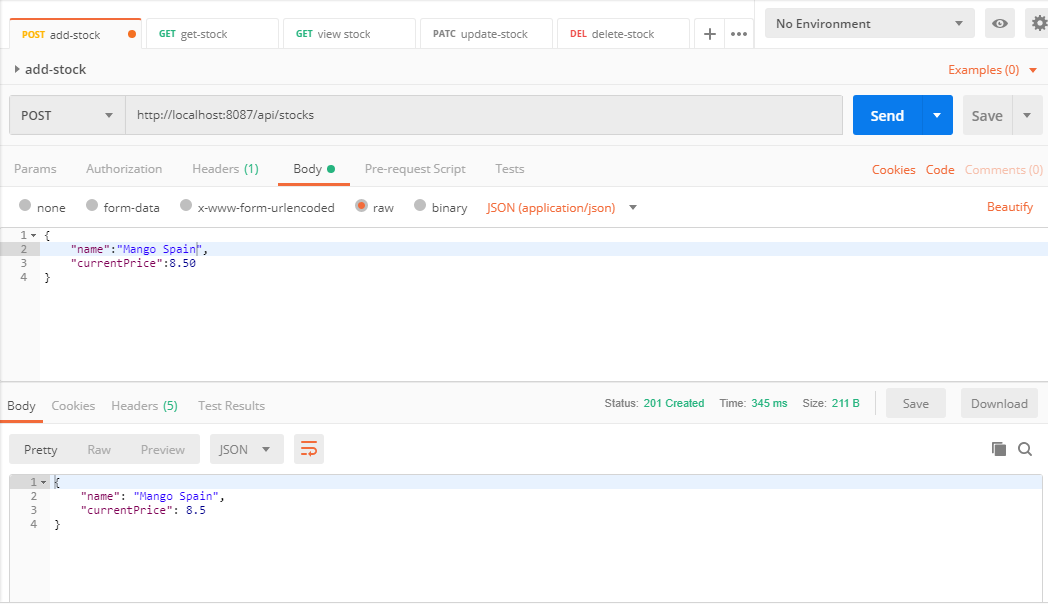 POST add-stock GET get-stock GET view stock PATC update-stock DEL delete-stock + ••• No Environment
add-stock Examples (0)
POST http://localhost:8087/api/stocks Send Save
Params Authorization Headers (1) Body Pre-request Script Tests Cookies Code Comments (0)
none form-data x-www-form-urlencoded raw binary JSON (application/json) Beautify
1 {
2 "name":"Mango Spain",
3 "currentPrice":8.50
4 }
Body Cookies Headers (5) Test Results Status: 201 Created Time: 345 ms Size: 211 B Save Download
Pretty Raw Preview JSON
1 {
2 "name": "Mango Spain",
3 "currentPrice": 8.5
4 }